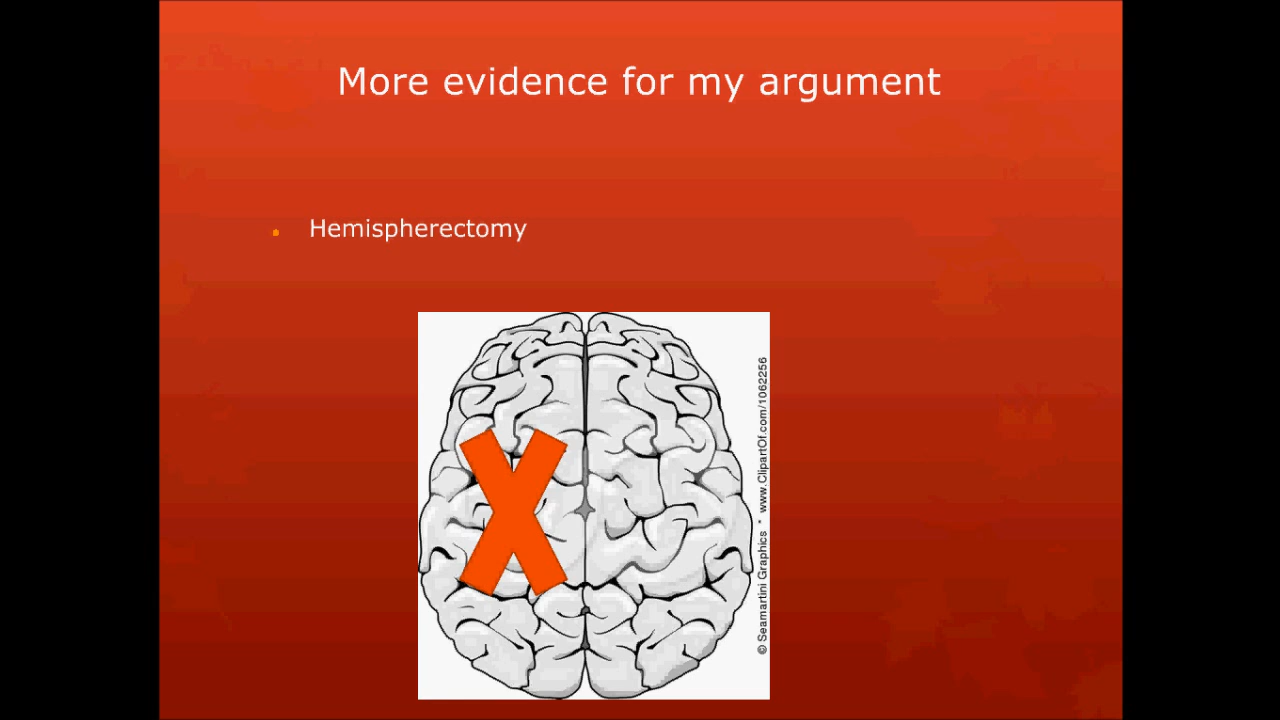 More evidence for my argument
Hemispherectomy
© Seamartini Graphics * www.ClipartOf.com/1062256